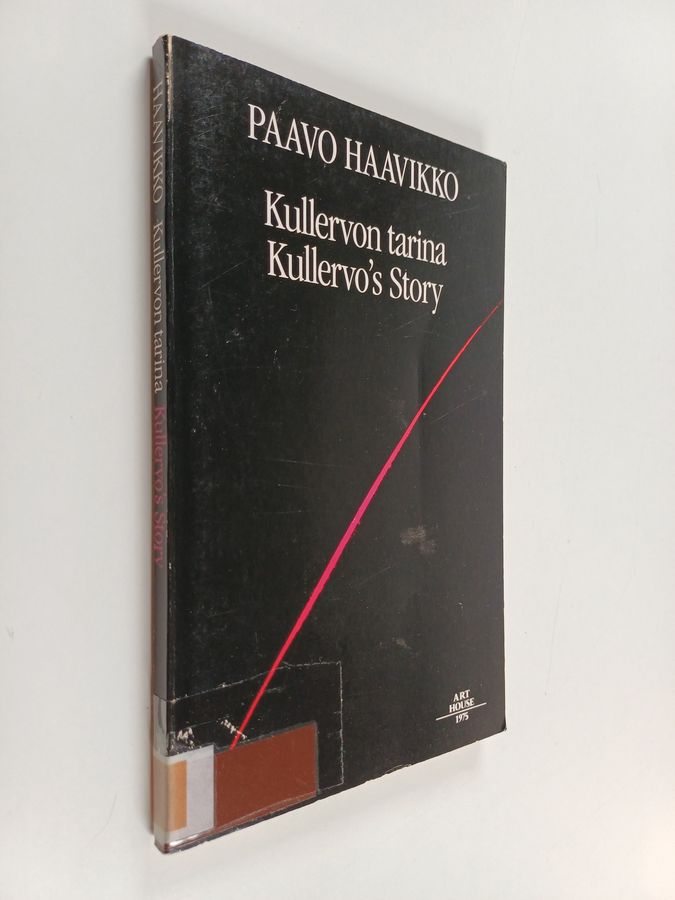 PAAVO HAAVIKKO
Kullervon tarina
Kullervo's Story
ART
HOUSE
1975
HAAVIKKO Kullervon tarina Kullervo's Story